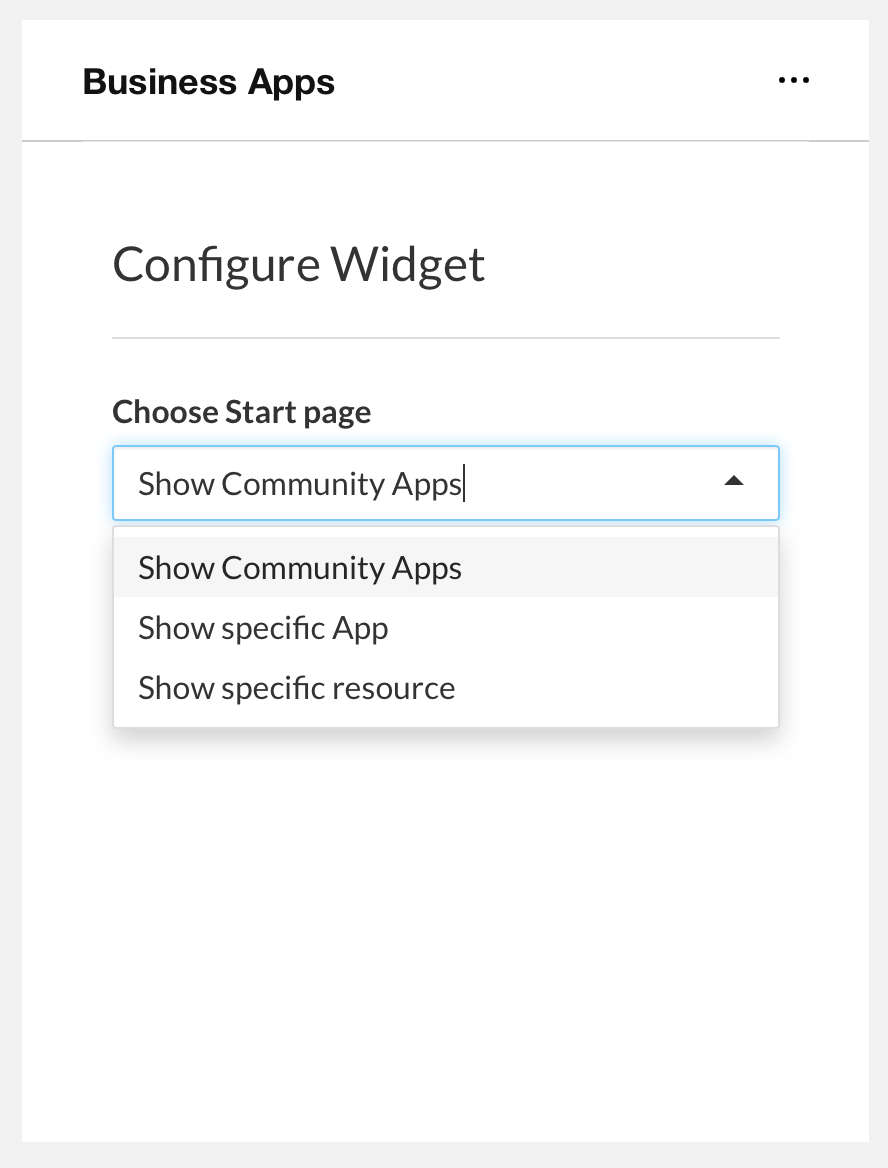 Business Apps
Configure Widget
Choose Start page
Show Community Apps
Show Community Apps
Show specific App
Show specific resource